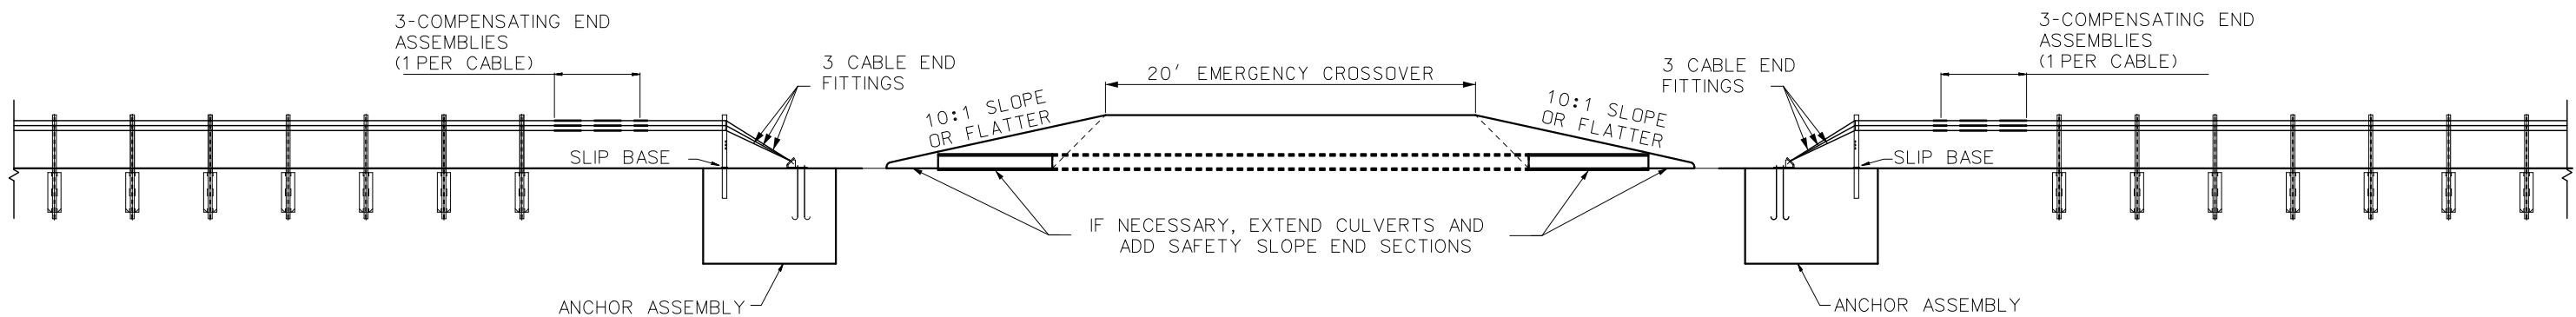 3-COMPENSATING END
ASSEMBLIES
(1 PER CABLE)
3 CABLE END
FITTINGS
SLIP BASE
ANCHOR ASSEMBLY
10:1 SLOPE
OR FLATTER
20' EMERGENCY CROSSOVER
10:1 SLOPE
OR FLATTER
IF NECESSARY, EXTEND CULVERTS AND
ADD SAFETY SLOPE END SECTIONS
3 CABLE END
FITTINGS
3-COMPENSATING END
ASSEMBLIES
(1 PER CABLE)
SLIP BASE
ANCHOR ASSEMBLY